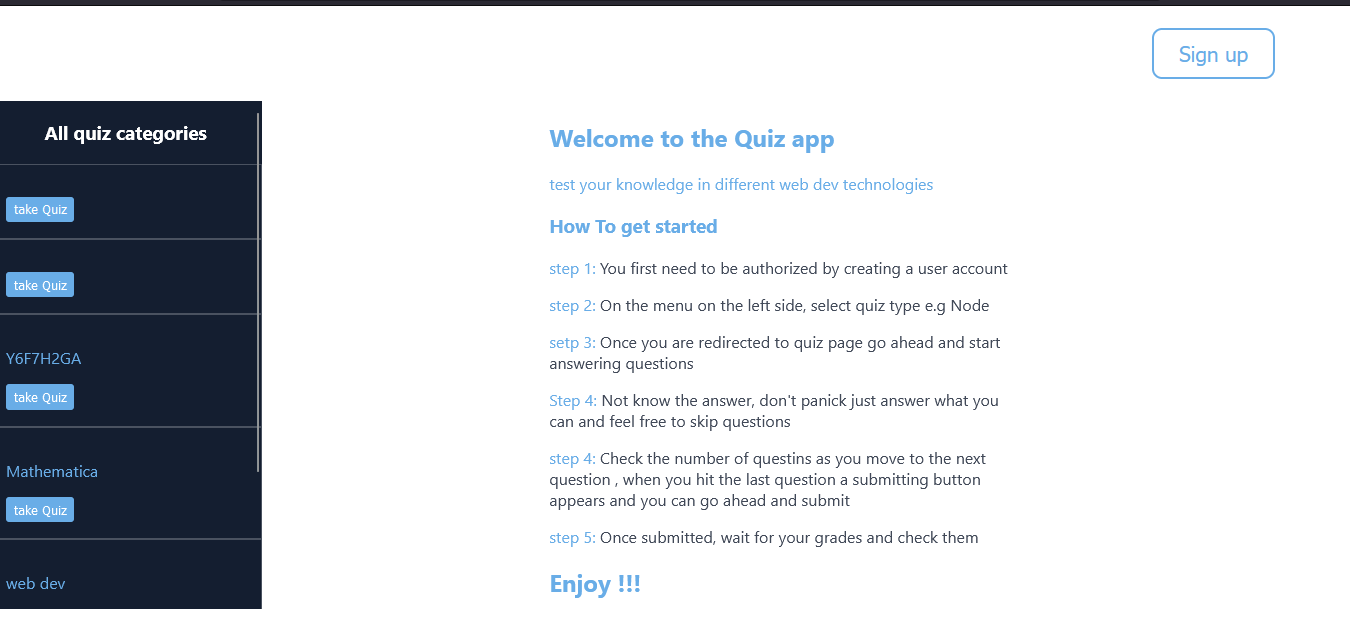 Sign up
All quiz categories
take Quiz
take Quiz
Y6F7H2GA
take Quiz
Mathematica
take Quiz
web dev
Welcome to the Quiz app
test your knowledge in different web dev technologies
How To get started
step 1: You first need to be authorized by creating a user account
step 2: On the menu on the left side, select quiz type e.g Node
setp 3: Once you are redirected to quiz page go ahead and start
answering questions
Step 4: Not know the answer, don't panick just answer what you
can and feel free to skip questions
step 4: Check the number of questins as you move to the next
question , when you hit the last question a submitting button
appears and you can go ahead and submit
step 5: Once submitted, wait for your grades and check them
Enjoy !!!